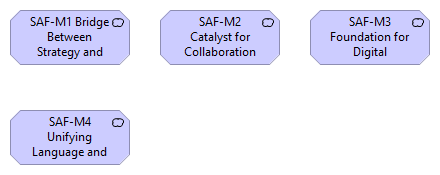 SAF-M1 Bridge
Between
Strategy and
SAF-M2
Catalyst for
Collaboration
SAF-M3
Foundation for
Digital
SAF-M4
Unifying
Language and